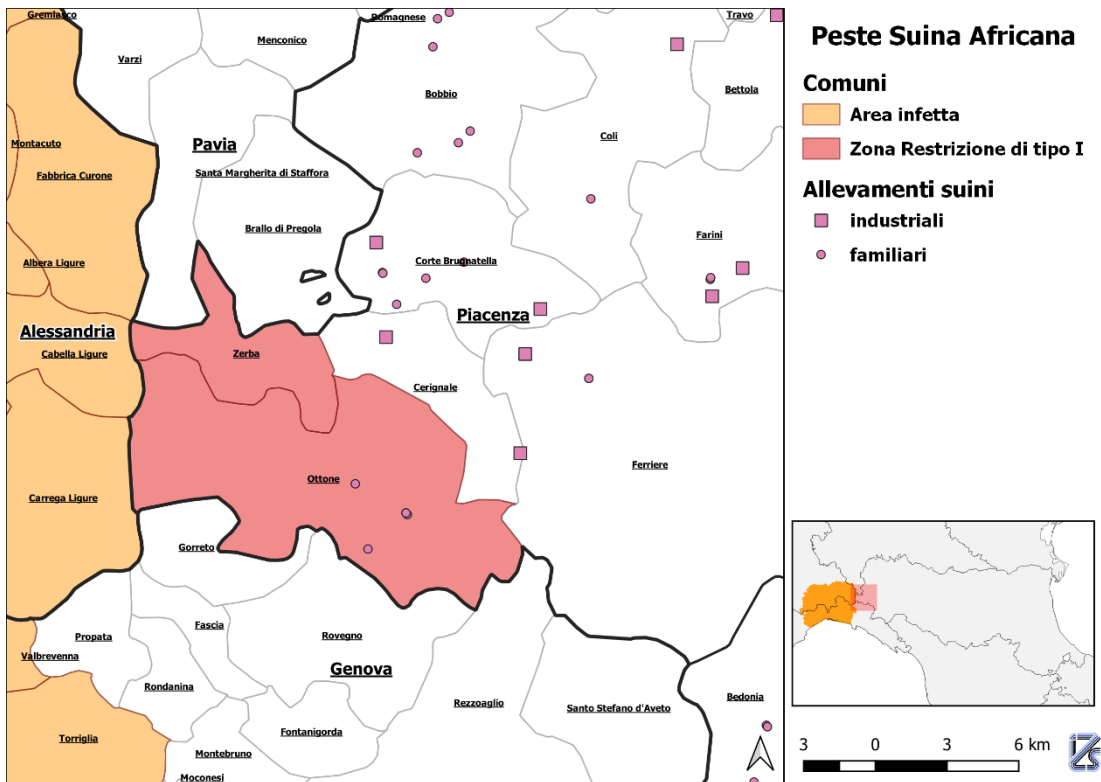 Gremiasco
Romagnese
Travo
Menconico
Varzi
Bobbio
Bettola
Coli
Montacuto
Pavia
Fabbrica Curone
Santa Margherita di Staffora
Brallo di Pregola
Farini
Albera Ligure
Corte Brugnatella
Alessandria
Piacenza
Cabella Ligure
Zerba
Cerignale
Ottone
Ferriere
Carrega Ligure
Gorreto
Fascia
Rovegno
Propata
Valbrevenna
Genova
Rondanina
Rezzoaglio
Santo Stefano d'Aveto
Bedonia
Fontanigorda
Torriglia
Montebruno
Moconesi
Peste Suina Africana
Comuni
Area infetta
Zona Restrizione di tipo I
Allevamenti suini
industriali
familiari
3 0 3 6 km
IZS